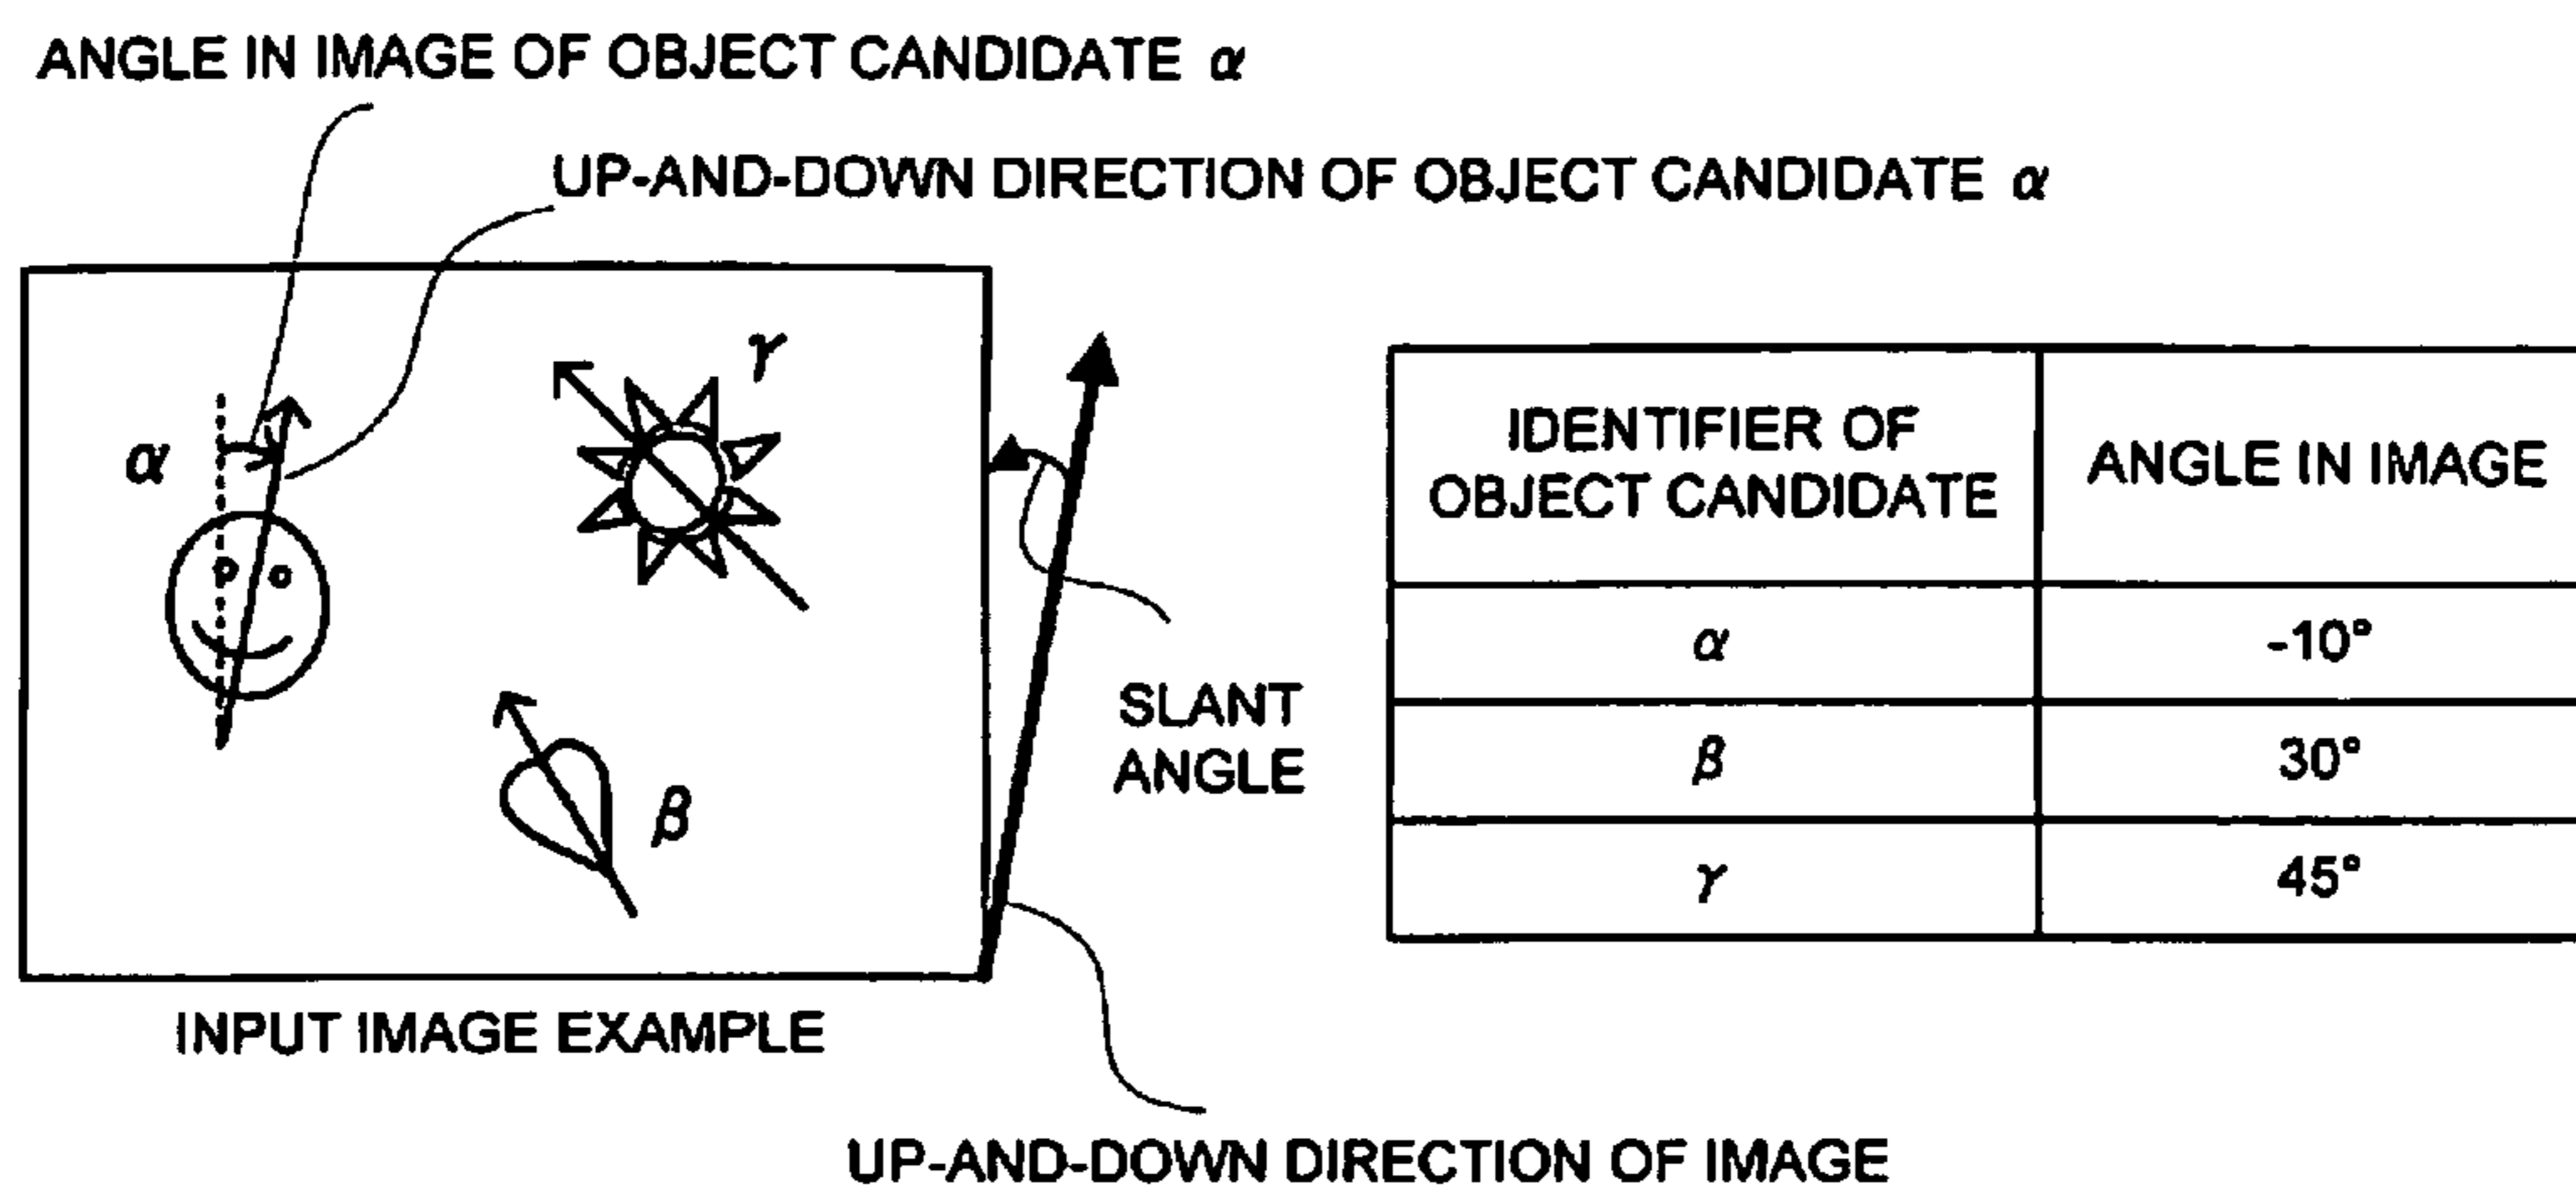 ANGLE IN IMAGE OF OBJECT CANDIDATE α
UP-AND-DOWN DIRECTION OF OBJECT CANDIDATE α
α
γ
β
SLANT
ANGLE
INPUT IMAGE EXAMPLE
UP-AND-DOWN DIRECTION OF IMAGE
IDENTIFIER OF
OBJECT CANDIDATE
ANGLE IN IMAGE
α
-10°
β
30°
γ
45°